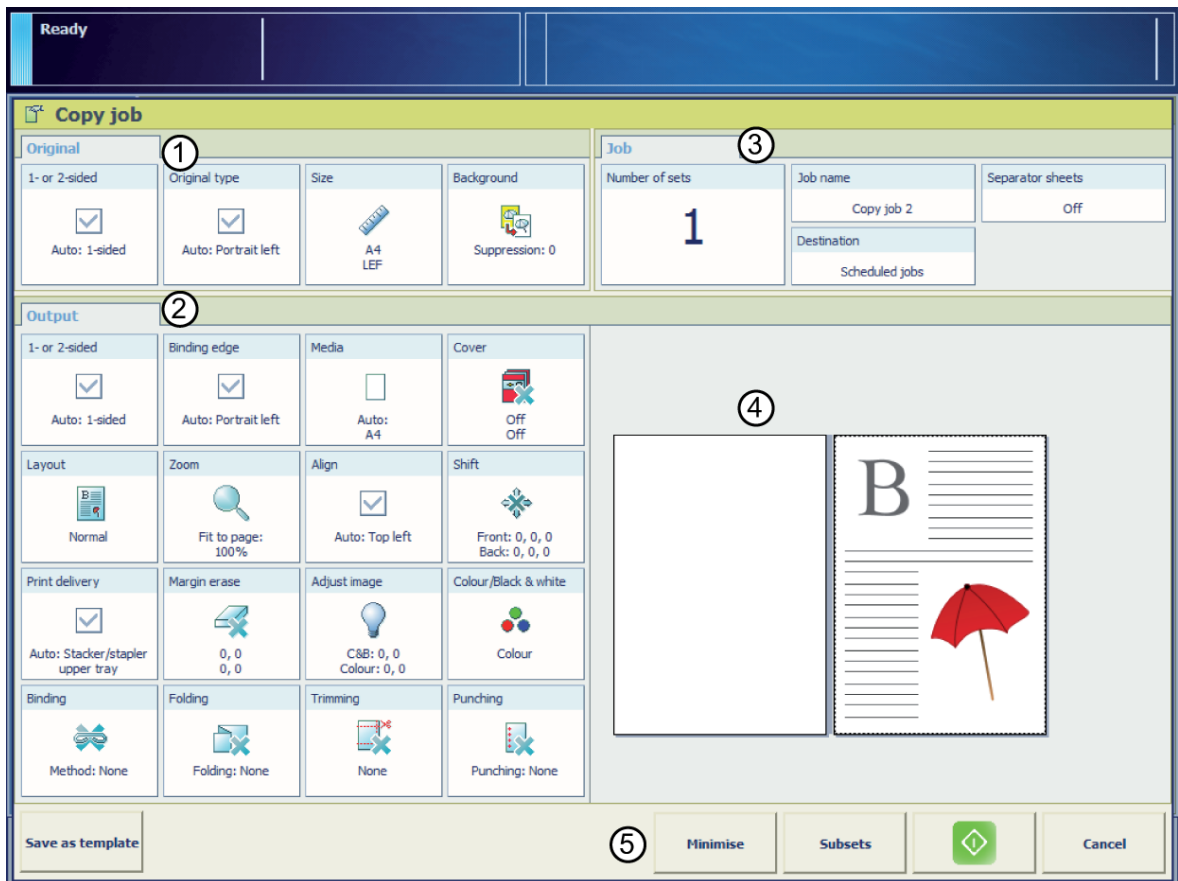 Ready
Copy job
Original
1
1- or 2-sided
Auto: 1-sided
Original type
Auto: Portrait left
Size
A4
LEF
Background
Suppression: 0
Job
3
Number of sets
1
Job name
Copy job 2
Separator sheets
Off
Destination
Scheduled jobs
Output
2
1- or 2-sided
Auto: 1-sided
Binding edge
Auto: Portrait left
Media
Auto:
A4
Cover
Off
Off
Layout
B
Normal
Zoom
Fit to page:
100%
Align
Auto: Top left
Shift
Front: 0, 0, 0
Back: 0, 0, 0
Print delivery
Auto: Stacker/stapler
upper tray
Margin erase
0, 0
0, 0
Adjust image
C&B: 0, 0
Colour: 0, 0
Colour/Black & white
Colour
Binding
Method: None
Folding
Folding: None
Trimming
None
Punching
Punching: None
4
B
Save as template
5
Minimise
Subsets
Cancel